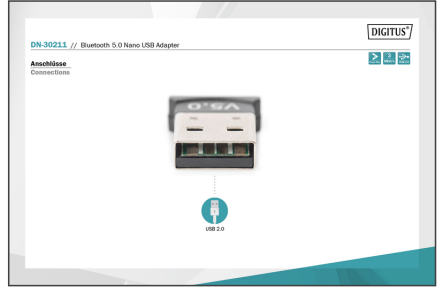 DIGITUS®
DN-30211 // Bluetooth 5.0 Nano USB Adapter
Anschlüsse
Connections
V5.0
USB 2.0